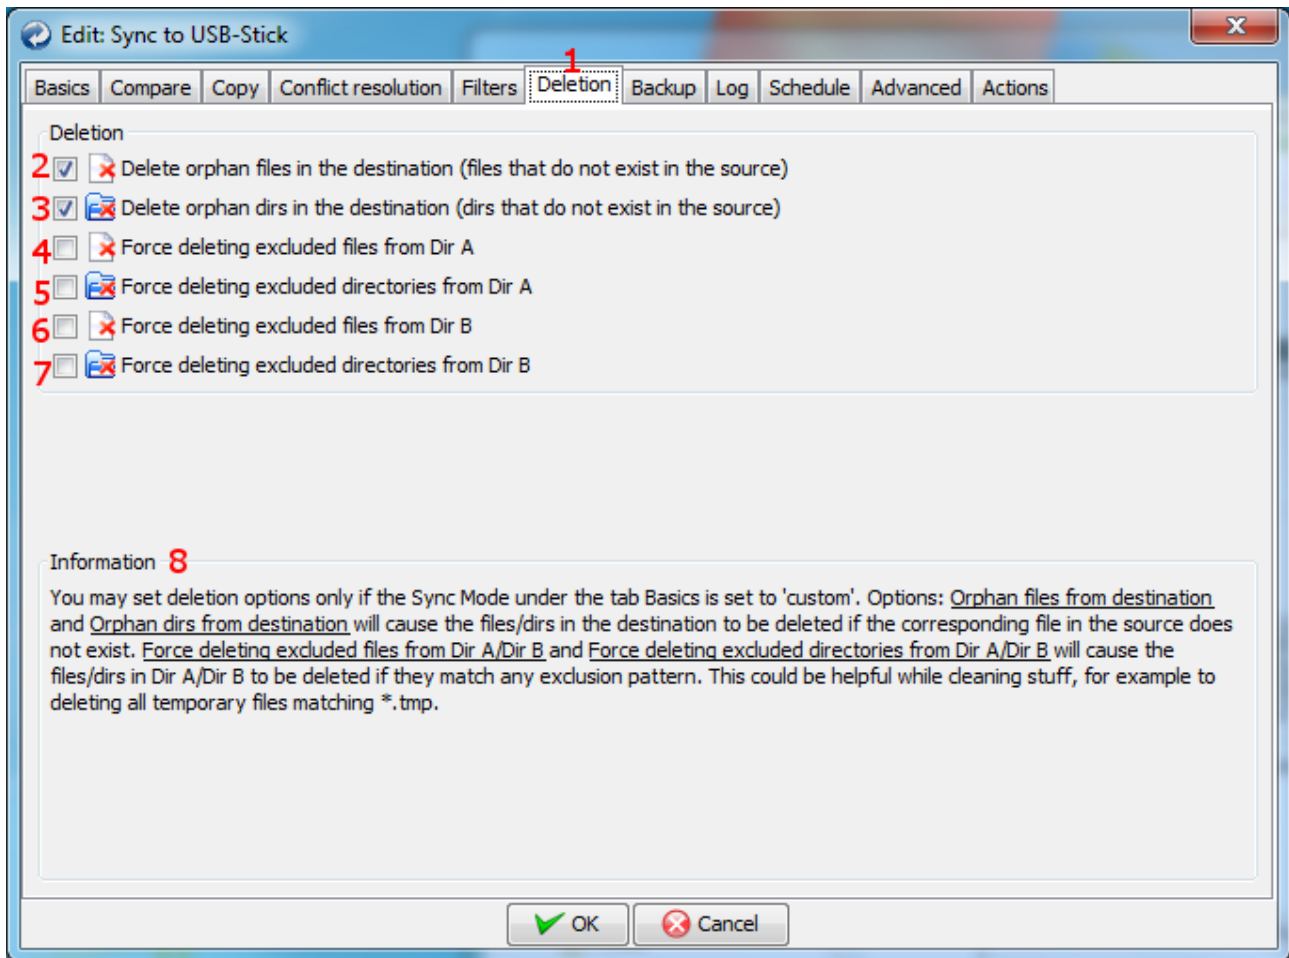 Edit: Sync to USB-Stick
x
1
Basics Compare Copy Conflict resolution Filters Deletion Backup Log Schedule Advanced Actions
Deletion
2 Delete orphan files in the destination (files that do not exist in the source)
3 Delete orphan dirs in the destination (dirs that do not exist in the source)
4 Force deleting excluded files from Dir A
5 Force deleting excluded directories from Dir A
6 Force deleting excluded files from Dir B
7 Force deleting excluded directories from Dir B
Information 8
You may set deletion options only if the Sync Mode under the tab Basics is set to 'custom'. Options: Orphan files from destination
and Orphan dirs from destination will cause the files/dirs in the destination to be deleted if the corresponding file in the source does
not exist. Force deleting excluded files from Dir A/Dir B and Force deleting excluded directories from Dir A/Dir B will cause the
files/dirs in Dir A/Dir B to be deleted if they match any exclusion pattern. This could be helpful while cleaning stuff, for example to
deleting all temporary files matching *.tmp.
OK Cancel